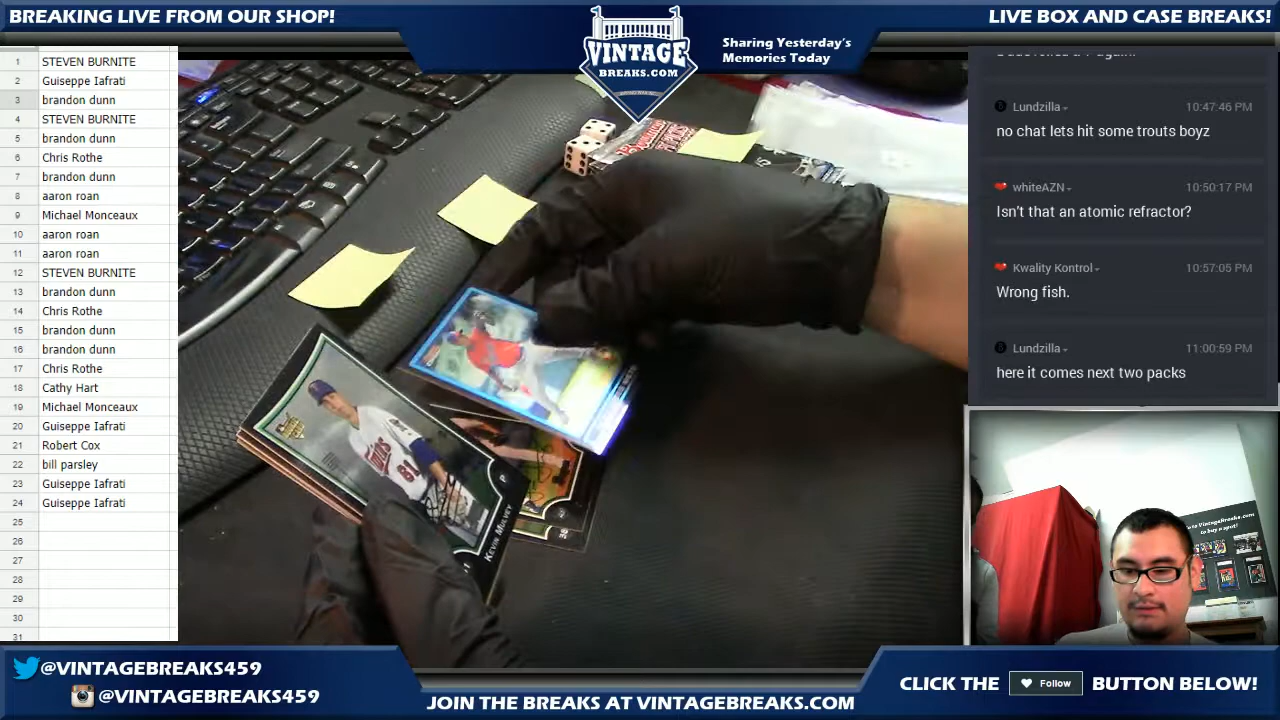 BREAKING LIVE FROM OUR SHOP!
VINTAGE
BREAKS.COM
Sharing Yesterday's
Memories Today
LIVE BOX AND CASE BREAKS!
1 STEVEN BURNITE
2 Guiseppe Iafrati
3 brandon dunn
4 STEVEN BURNITE
5 brandon dunn
6 Chris Rothe
7 brandon dunn
8 aaron roan
9 Michael Monceaux
10 aaron roan
11 aaron roan
12 STEVEN BURNITE
13 brandon dunn
14 Chris Rothe
15 brandon dunn
16 brandon dunn
17 Chris Rothe
18 Cathy Hart
19 Michael Monceaux
20 Guiseppe Iafrati
21 Robert Cox
22 bill parsley
23 Guiseppe Iafrati
24 Guiseppe Iafrati
25
26
27
28
29
30
31
Lundzilla 10:47:46 PM
no chat lets hit some trouts boyz
whiteAZN 10:50:17 PM
Isn't that an atomic refractor?
Kwality Kontrol 10:57:05 PM
Wrong fish.
Lundzilla 11:00:59 PM
here it comes next two packs
KEVIN MULVEY
P
@VINTAGEBREAKS459
@VINTAGEBREAKS459
JOIN THE BREAKS AT VINTAGEBREAKS.COM
CLICK THE Follow BUTTON BELOW!